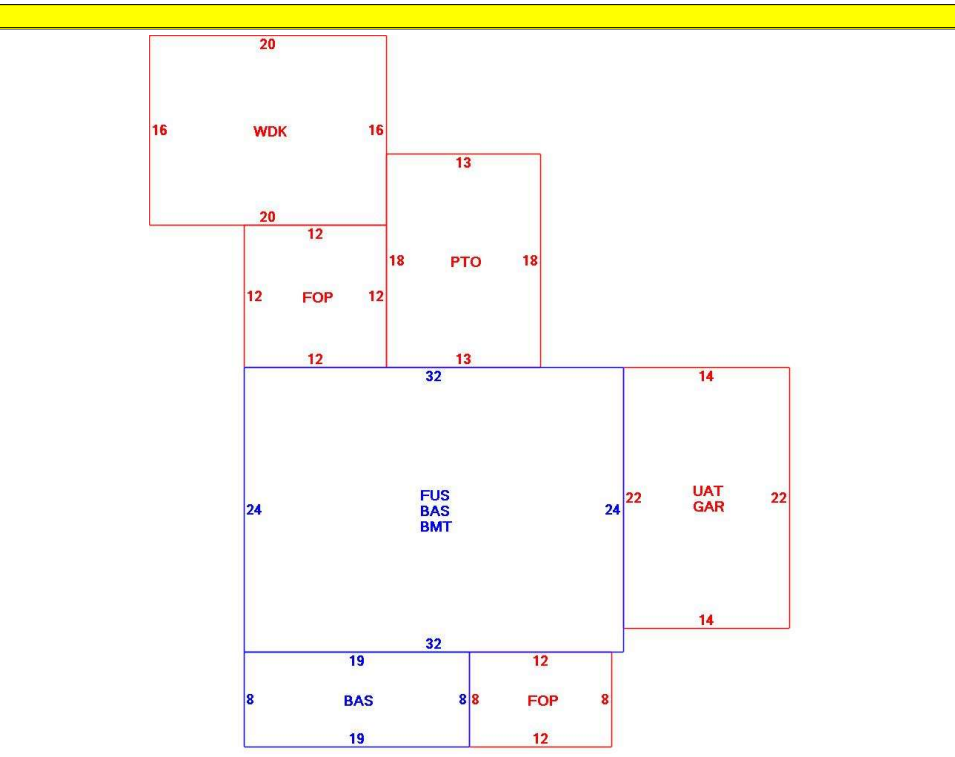 20
16 WDK 16
20
13
18 PTO 18
13
12
12 FOP 12
12
32
24 FUS 24
BAS
BMT
32
14
22 UAT 22
GAR
14
19
8 BAS 8
19
12
8 FOP 8
12